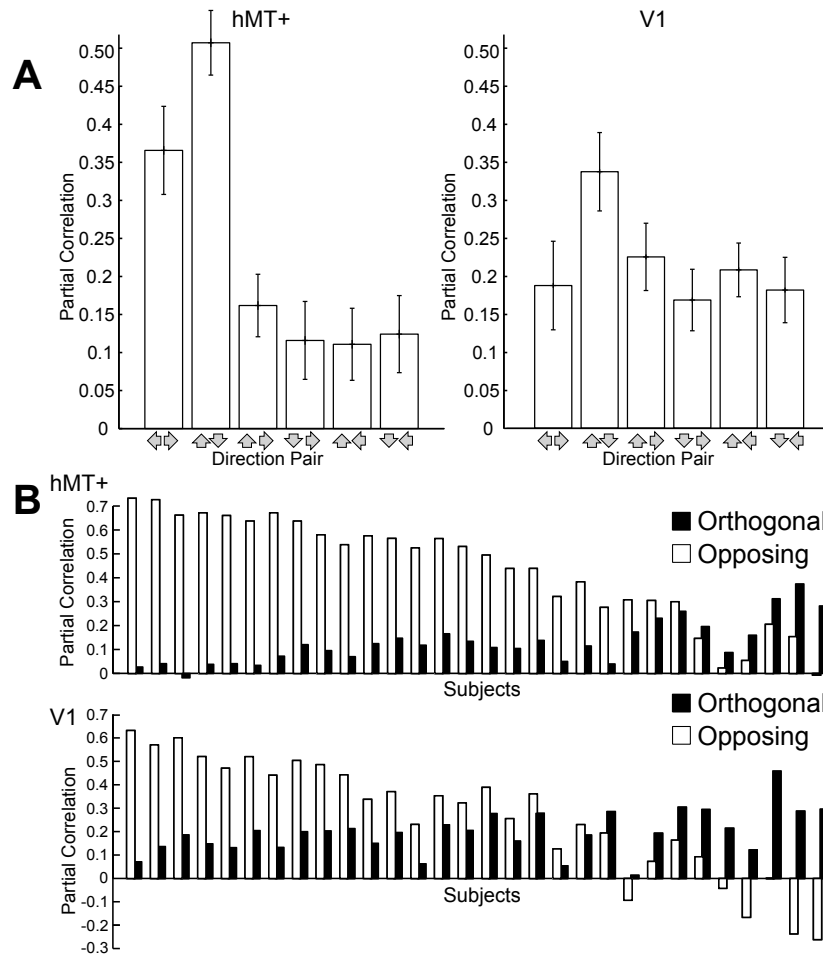 hMT+
V1
A
0.50
0.45
0.4
0.35
0.3
0.25
0.2
0.15
0.1
0.05
0
Partial Correlation
Direction Pair
0.50
0.45
0.4
0.35
0.3
0.25
0.2
0.15
0.1
0.05
0
Partial Correlation
Direction Pair
B
hMT+
0.7
0.6
0.5
0.4
0.3
0.2
0.1
0
Partial Correlation
Orthogonal
Opposing
Subjects
V1
0.7
0.6
0.5
0.4
0.3
0.2
0.1
0
-0.1
-0.2
-0.3
Partial Correlation
Orthogonal
Opposing
Subjects